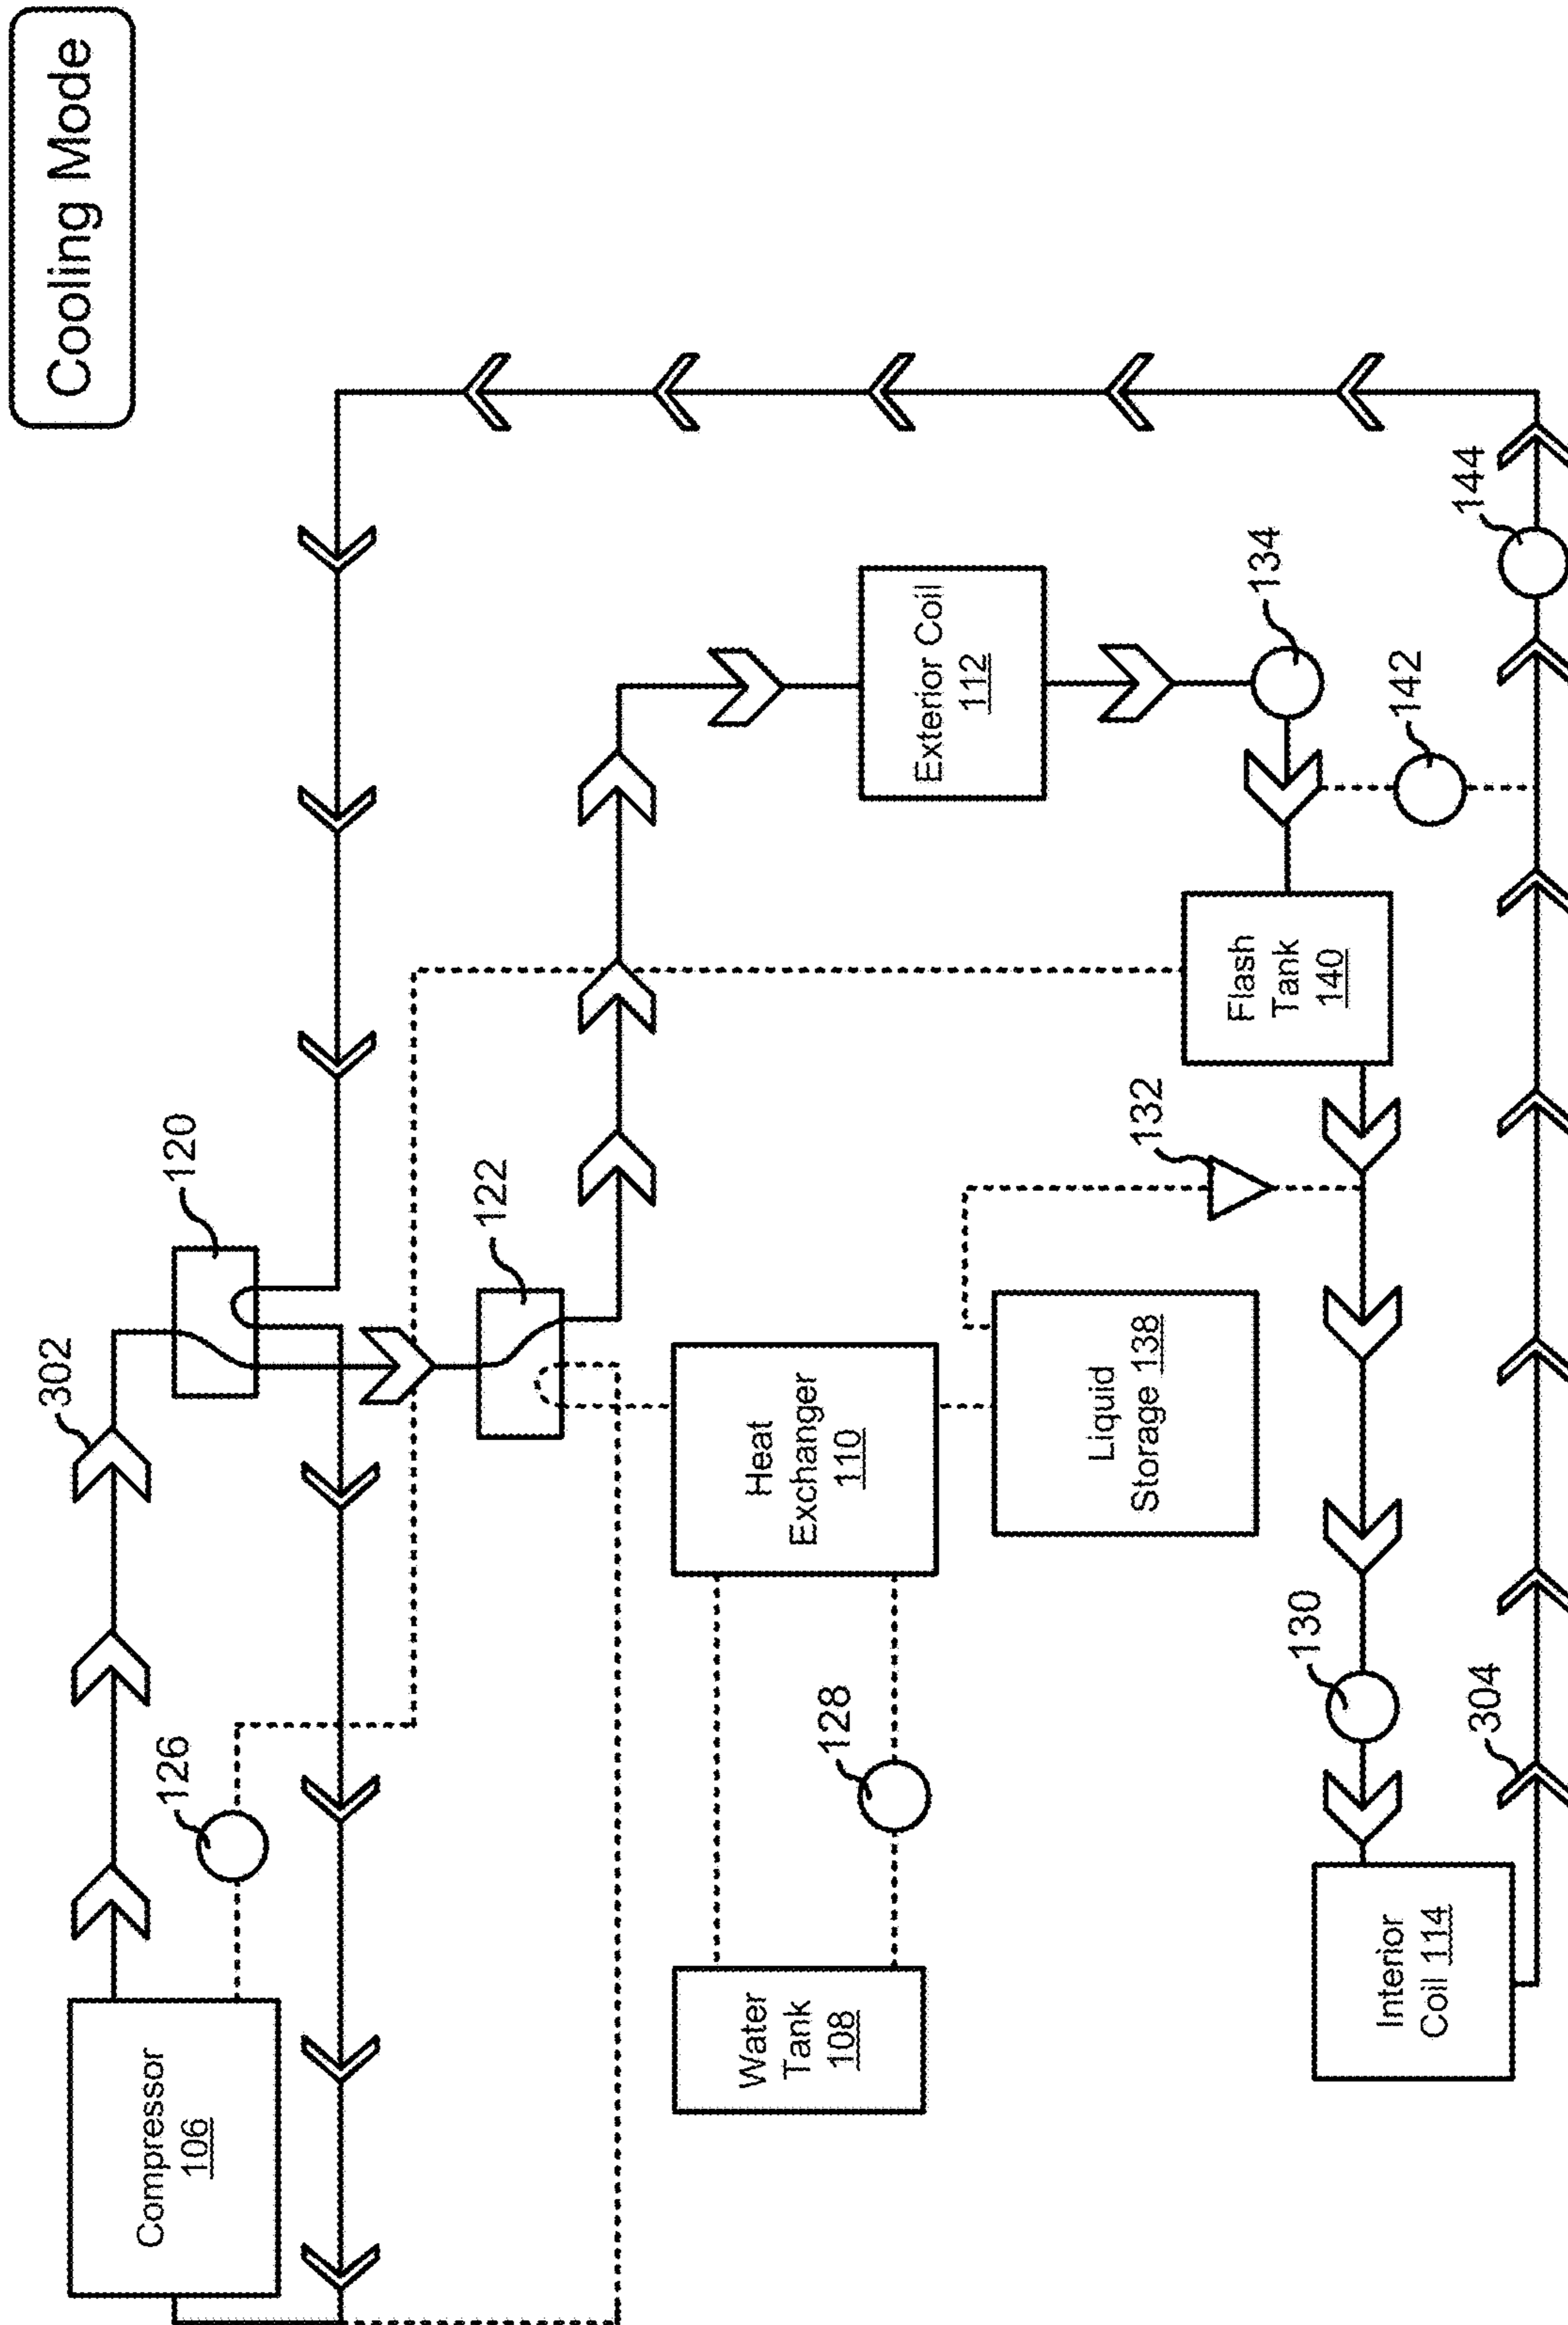 Cooling Mode
Compressor
106
302
120
126
122
Water
Tank
108
128
Heat
Exchanger
110
Liquid
Storage 138
132
Exterior Coil
112
134
Flash
Tank
140
142
144
130
Interior
Coil 114
304